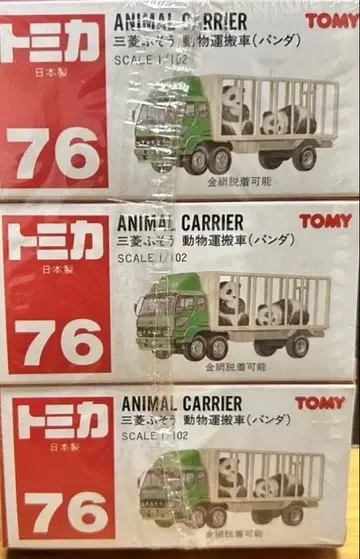 トミカ
日本製
76
ANIMAL CARRIER
TOMY
三菱ふそう 動物運搬車(パンダ)
SCALE 1/102
金網脱着可能
トミカ
日本製
76
ANIMAL CARRIER
TOMY
三菱ふそう 動物運搬車(パンダ)
SCALE 1/102
金網脱着可能
トミカ
日本製
76
ANIMAL CARRIER
TOMY
三菱ふそう 動物運搬車(パンダ)
SCALE 1/102
金網脱着可能